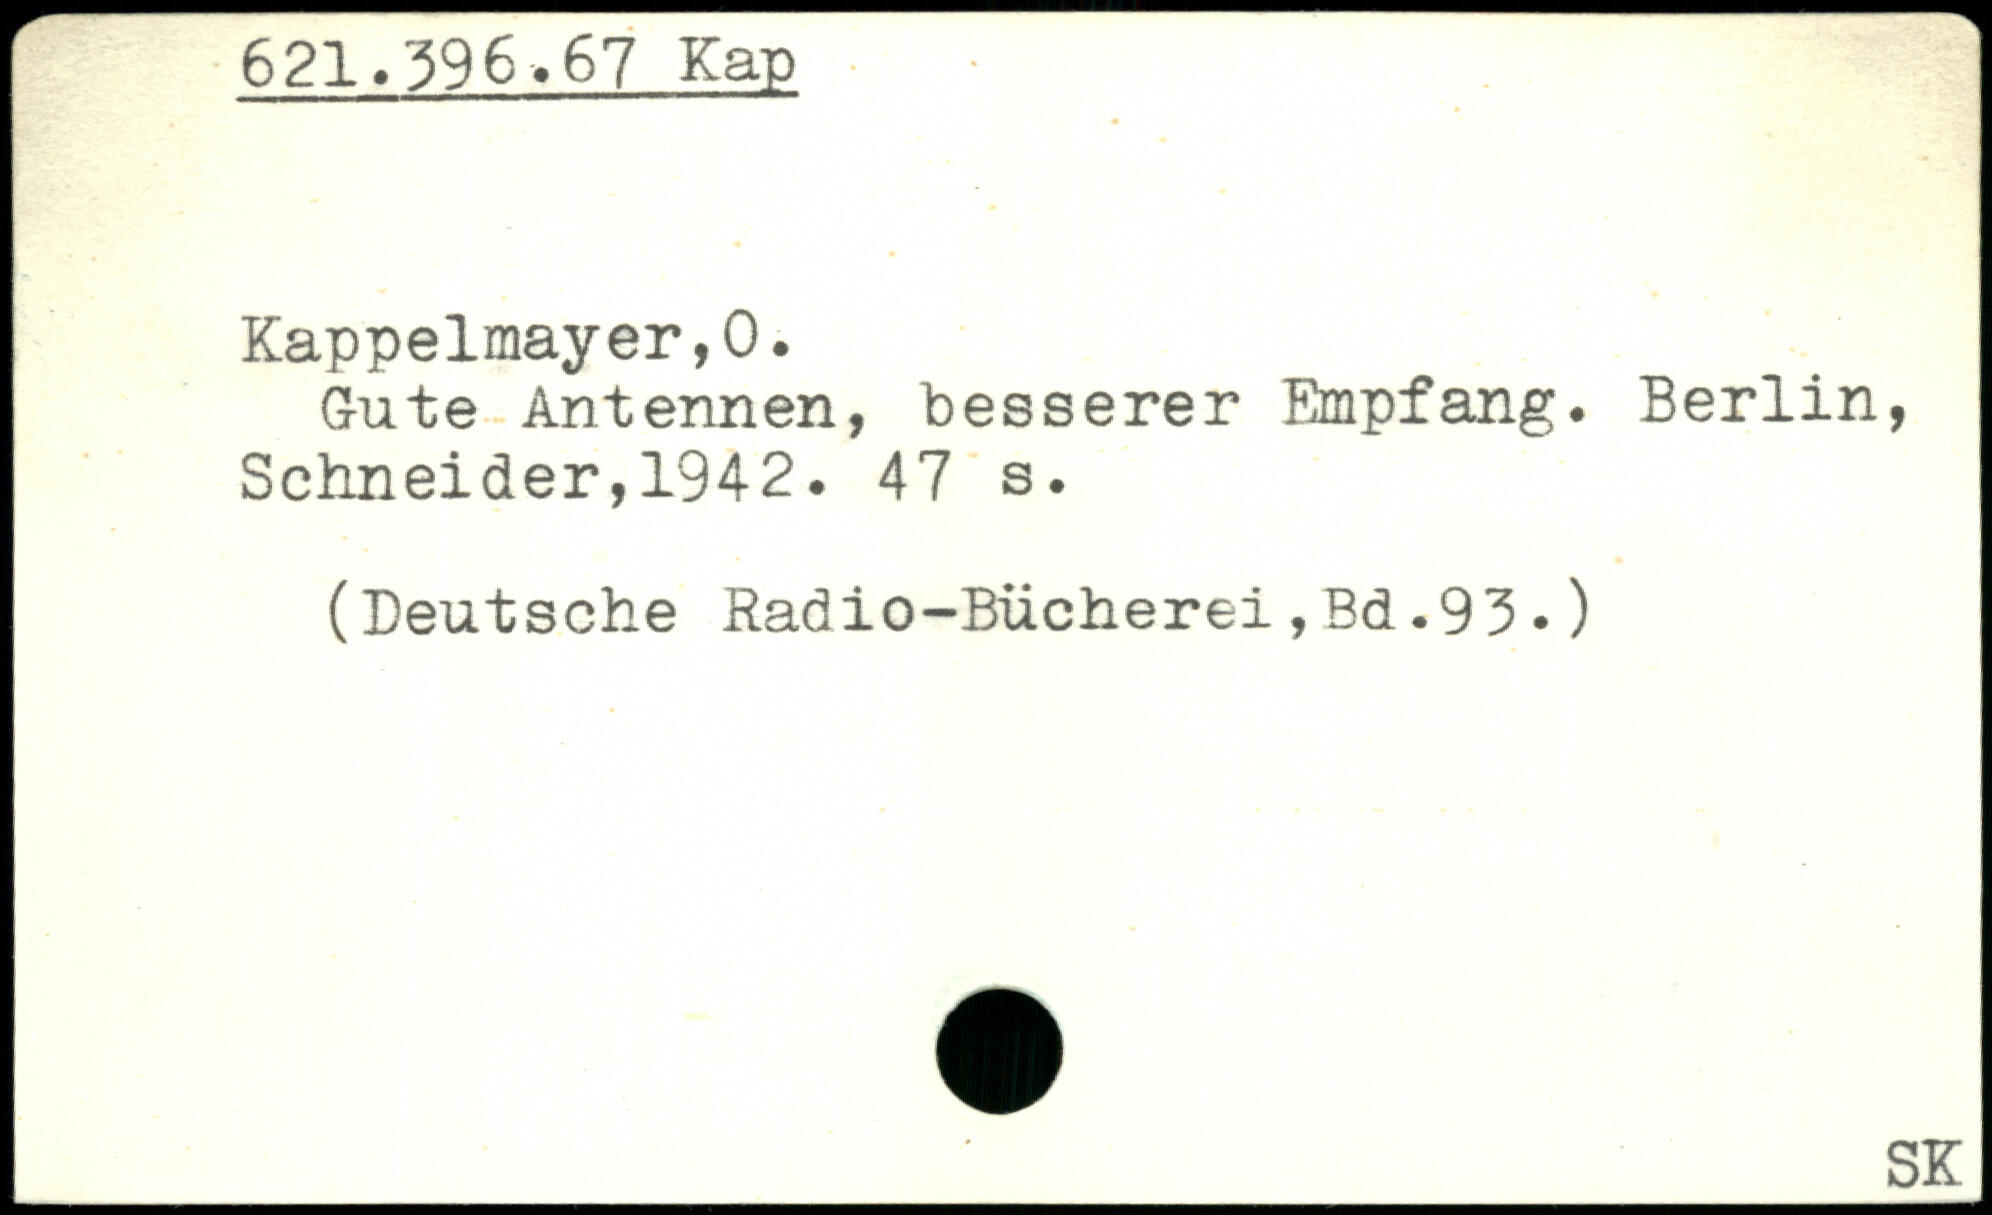 621.396.67 Kap
Kappelmayer,O.
Gute Antennen, besserer Empfang. Berlin,
Schneider,1942. 47 s.
(Deutsche Radio-Bücherei,Bd.93.)
SK